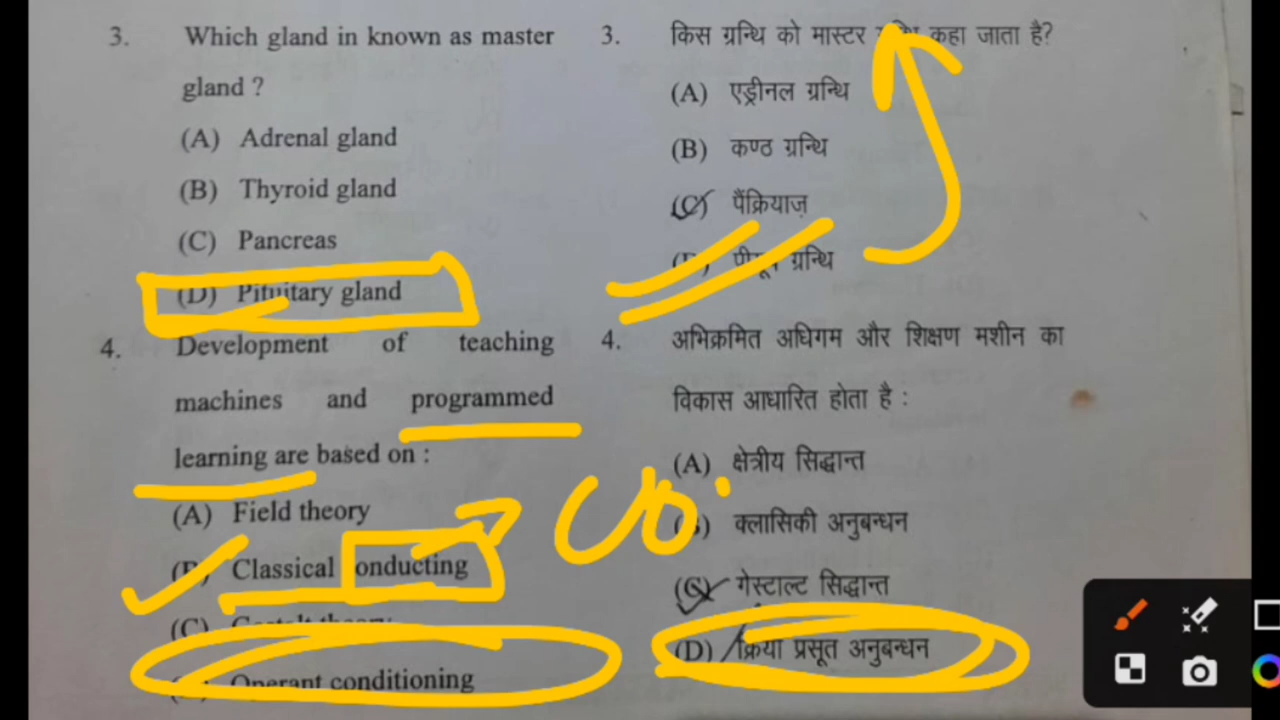 3. Which gland in known as master
gland ?
(A) Adrenal gland
(B) Thyroid gland
(C) Pancreas
(D) Pituitary gland
4. Development of teaching
machines and programmed
learning are based on :
(A) Field theory
Classical onducting
(C)
Operant conditioning
3. किस ग्रन्थि को मास्टर कहा जाता है?
(A) एड्रीनल ग्रन्थि
(B) कण्ठ ग्रन्थि
(C) पैंक्रियाज़
ग्रन्थि
4. अभिक्रमित अधिगम और शिक्षण मशीन का
विकास आधारित होता है :
(A) क्षेत्रीय सिद्धान्त
क्लासिकी अनुबन्धन
गेस्टाल्ट सिद्धान्त
(D) क्रिया प्रसूत अनुबन्धन